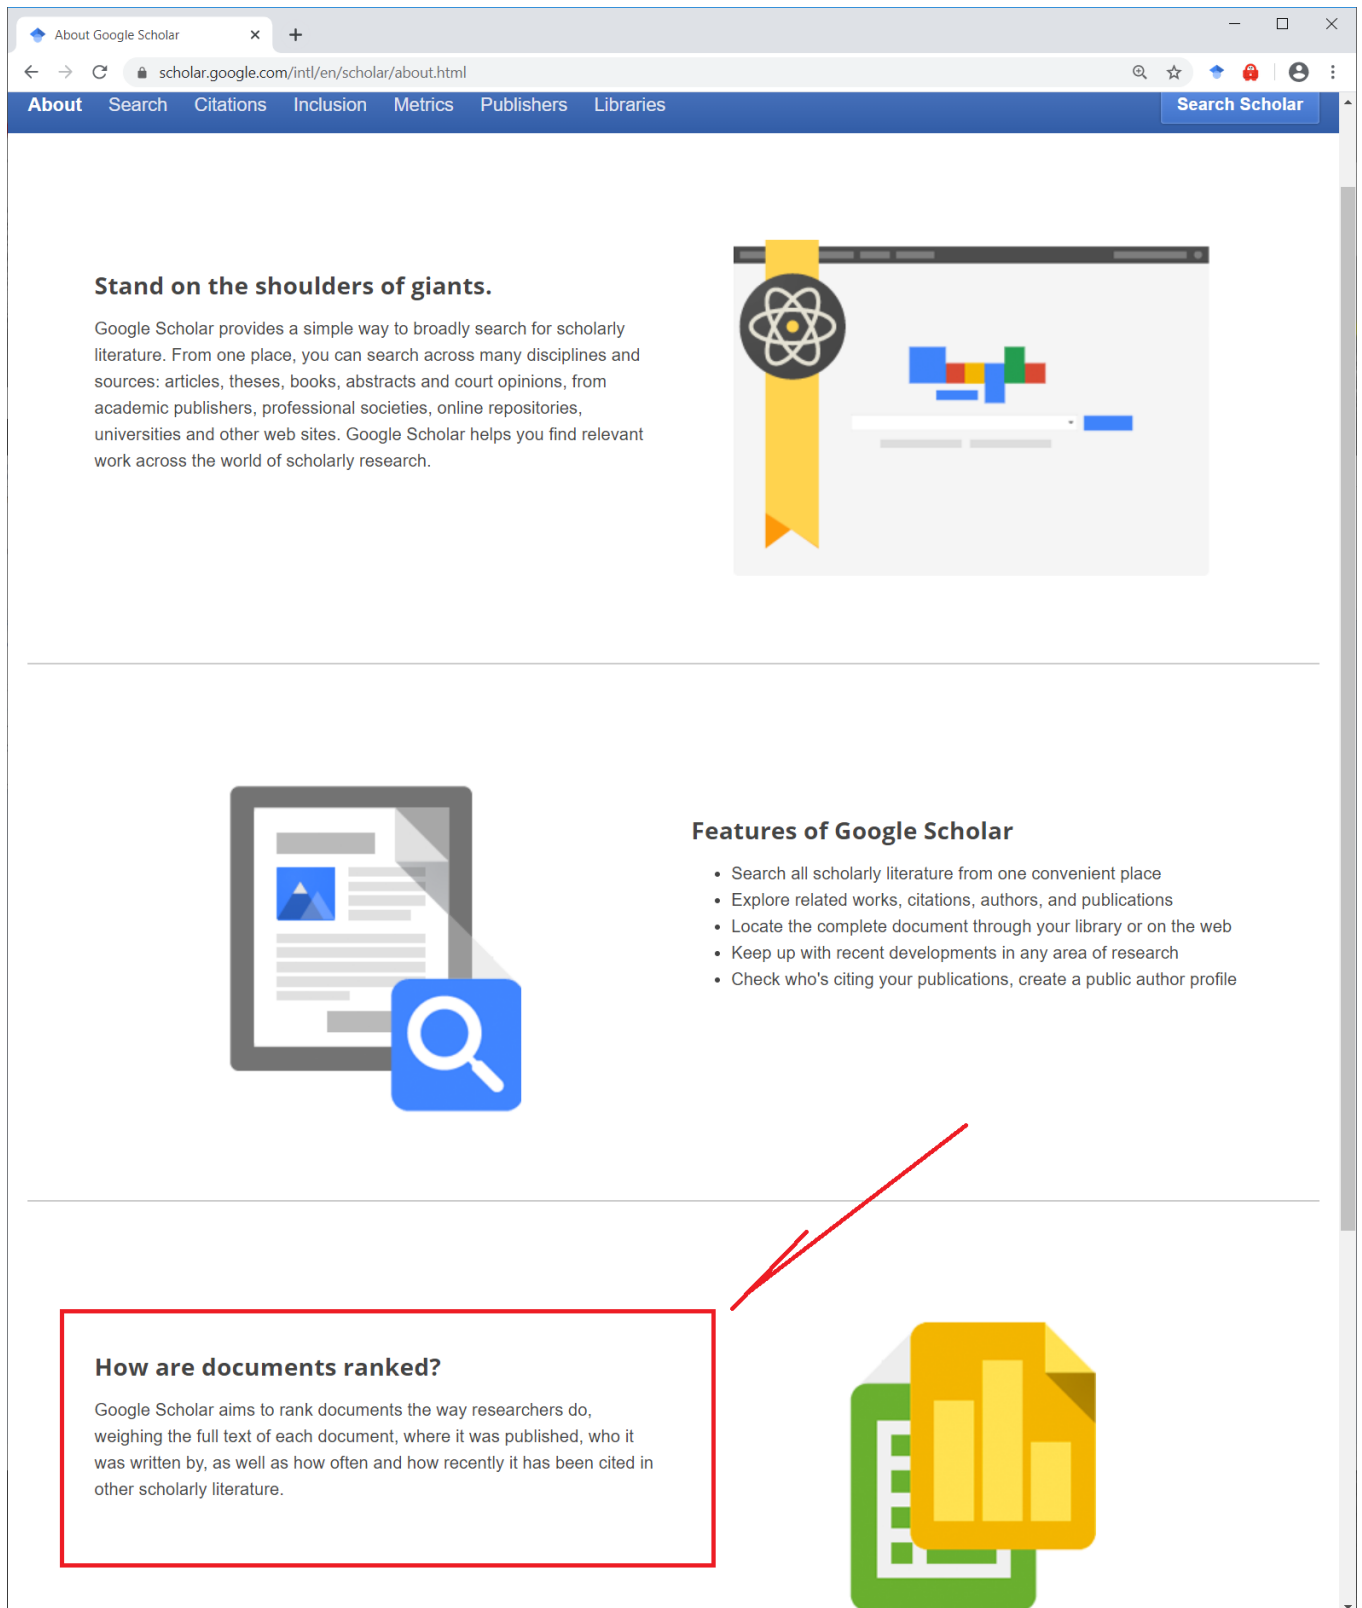 About Google Scholar
scholar.google.com/intl/en/scholar/about.html
About Search Citations Inclusion Metrics Publishers Libraries Search Scholar
Stand on the shoulders of giants.
Google Scholar provides a simple way to broadly search for scholarly
literature. From one place, you can search across many disciplines and
sources: articles, theses, books, abstracts and court opinions, from
academic publishers, professional societies, online repositories,
universities and other web sites. Google Scholar helps you find relevant
work across the world of scholarly research.
Features of Google Scholar
• Search all scholarly literature from one convenient place
• Explore related works, citations, authors, and publications
• Locate the complete document through your library or on the web
• Keep up with recent developments in any area of research
• Check who's citing your publications, create a public author profile
How are documents ranked?
Google Scholar aims to rank documents the way researchers do,
weighing the full text of each document, where it was published, who it
was written by, as well as how often and how recently it has been cited in
other scholarly literature.